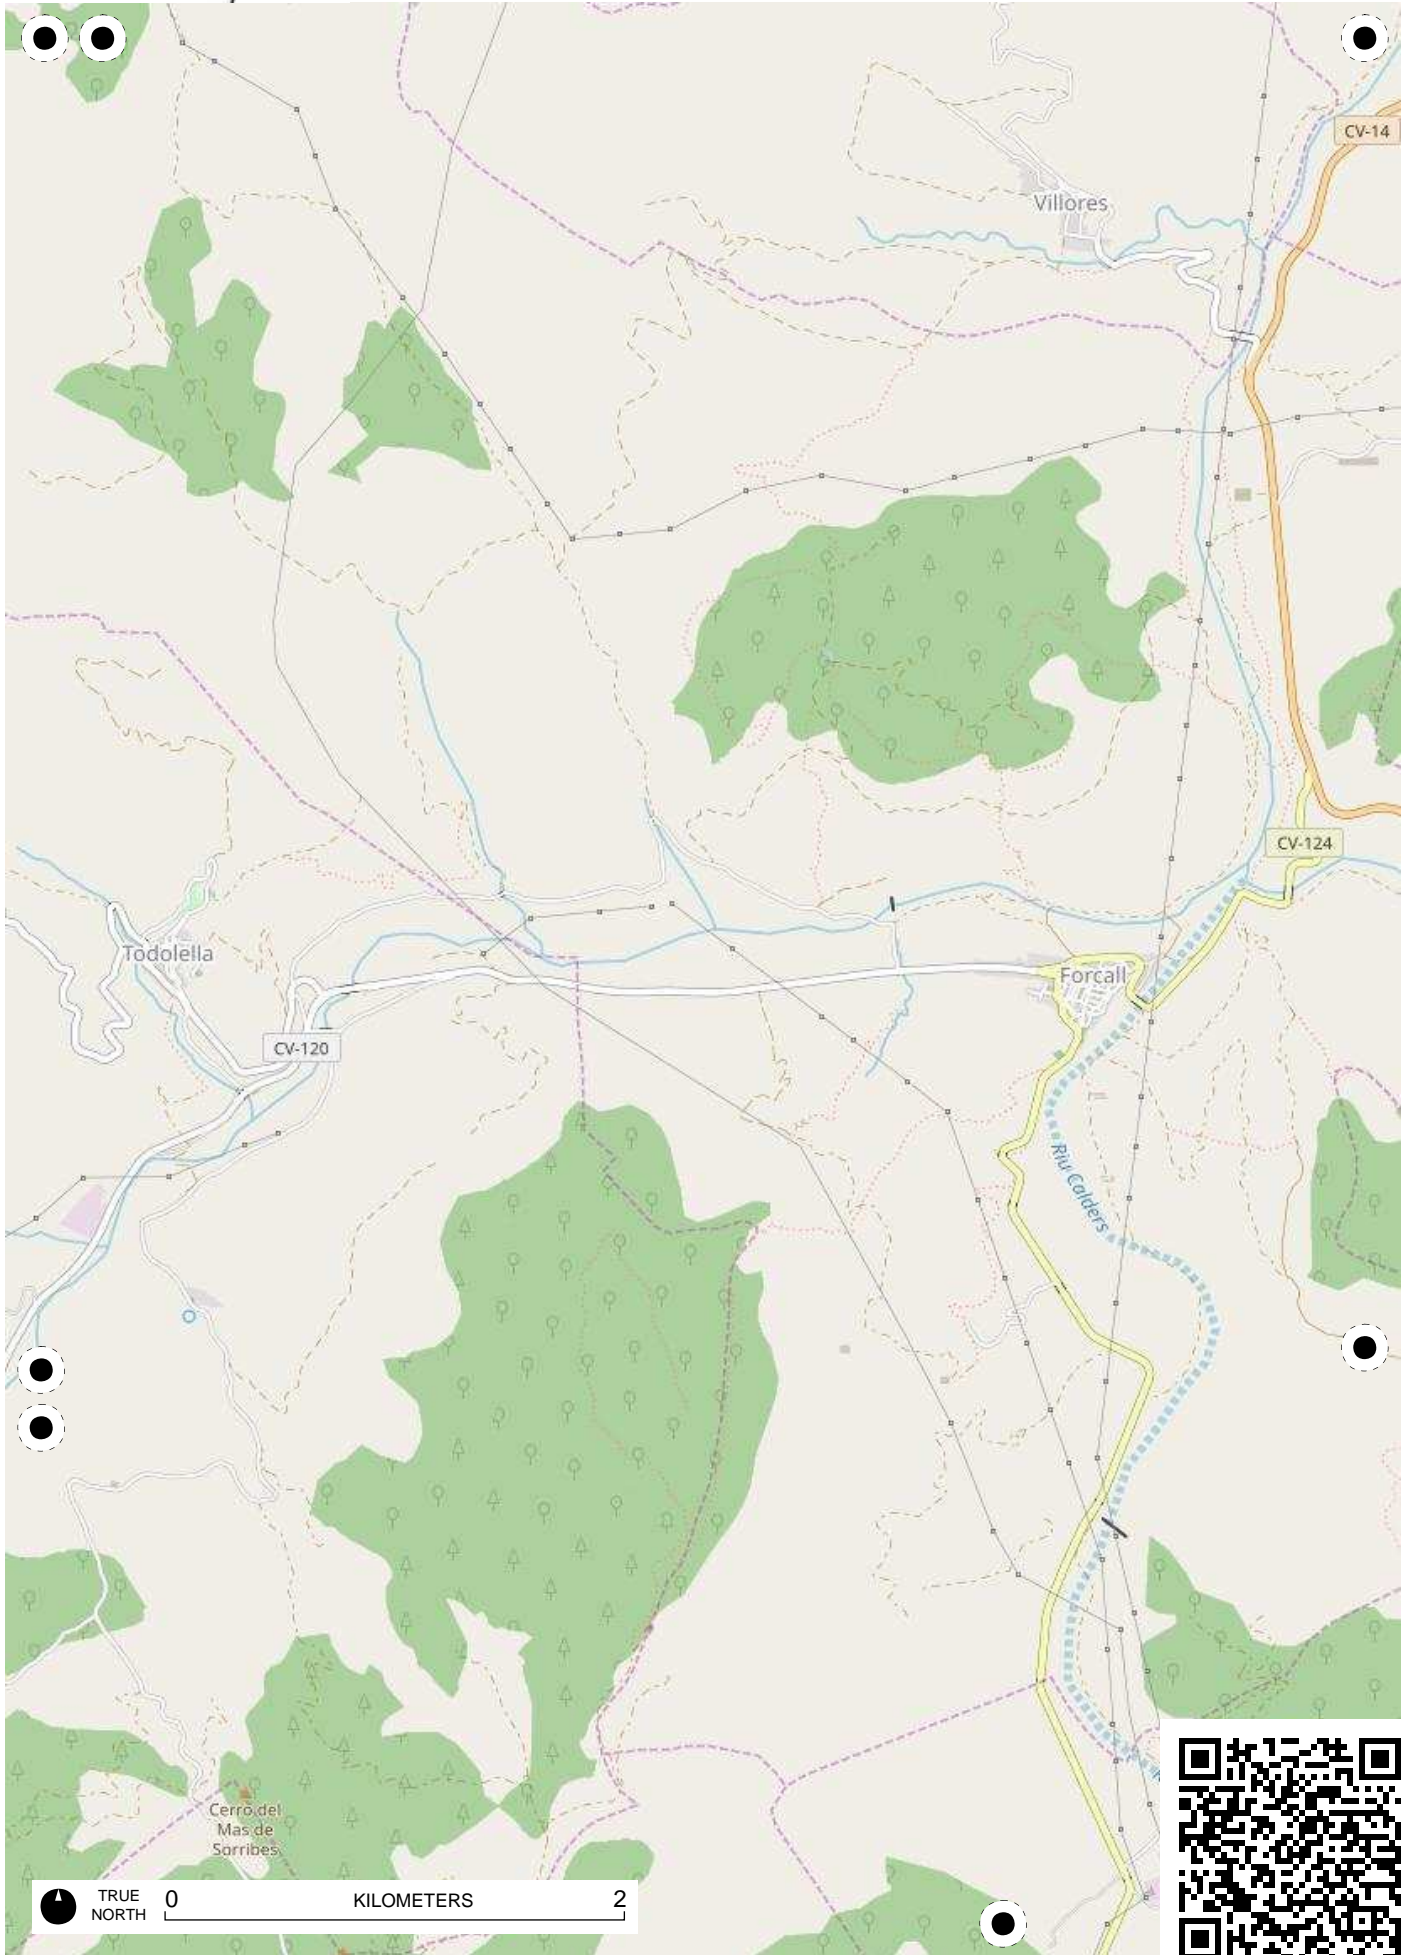 CV-14
Villores
CV-124
Todolella
Forcall
CV-120
Riu Calders
Cerro del
Mas de
Sorribes
TRUE
NORTH
0
KILOMETERS
2